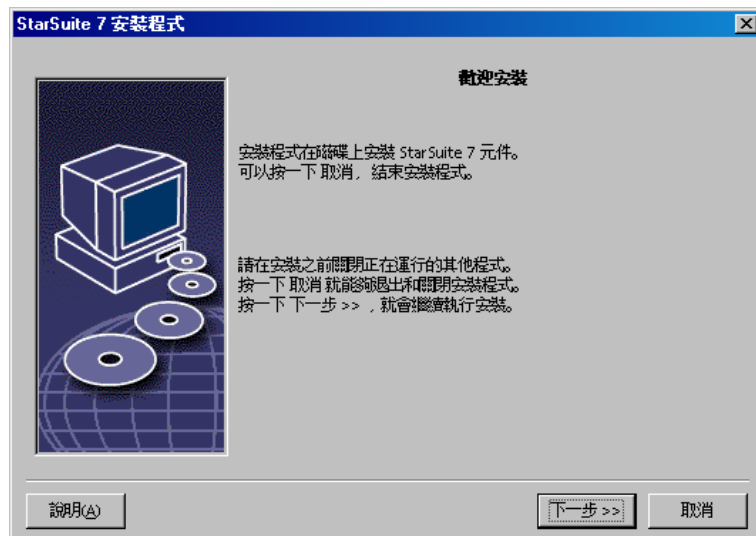 StarSuite 7 安裝程式
歡迎安裝
安裝程式在磁碟上安裝 StarSuite 7 元件。
可以按一下 取消，結束安裝程式。
請在安裝之前關閉正在運行的其他程式。
按一下 取消 就能夠退出和關閉安裝程式。
按一下 下一步 >> ，就會繼續執行安裝。
說明(A)
下一步 >>
取消